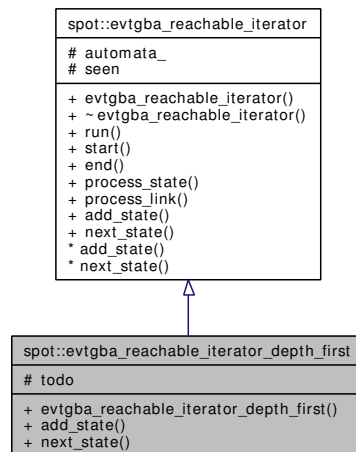 spot::evtgba_reachable_iterator
# automata_
# seen
+ evtgba_reachable_iterator()
+ ~evtgba_reachable_iterator()
+ run()
+ start()
+ end()
+ process_state()
+ process_link()
+ add_state()
+ next_state()
* add_state()
* next_state()
spot::evtgba_reachable_iterator_depth_first
# todo
+ evtgba_reachable_iterator_depth_first()
+ add_state()
+ next_state()